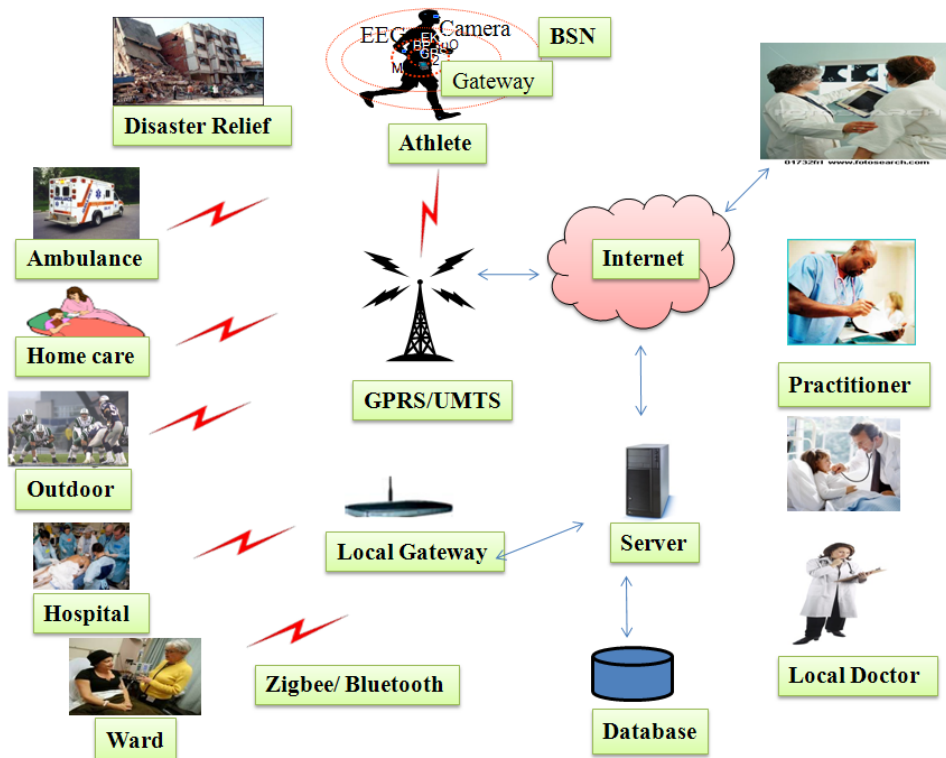 EEG
Camera
BSN
Gateway
Disaster Relief
Athlete
01732fr1 www.fotosearch.com
Ambulance
Internet
Home care
GPRS/UMTS
Practitioner
Outdoor
Local Gateway
Server
Hospital
Zigbee/ Bluetooth
Local Doctor
Ward
Database